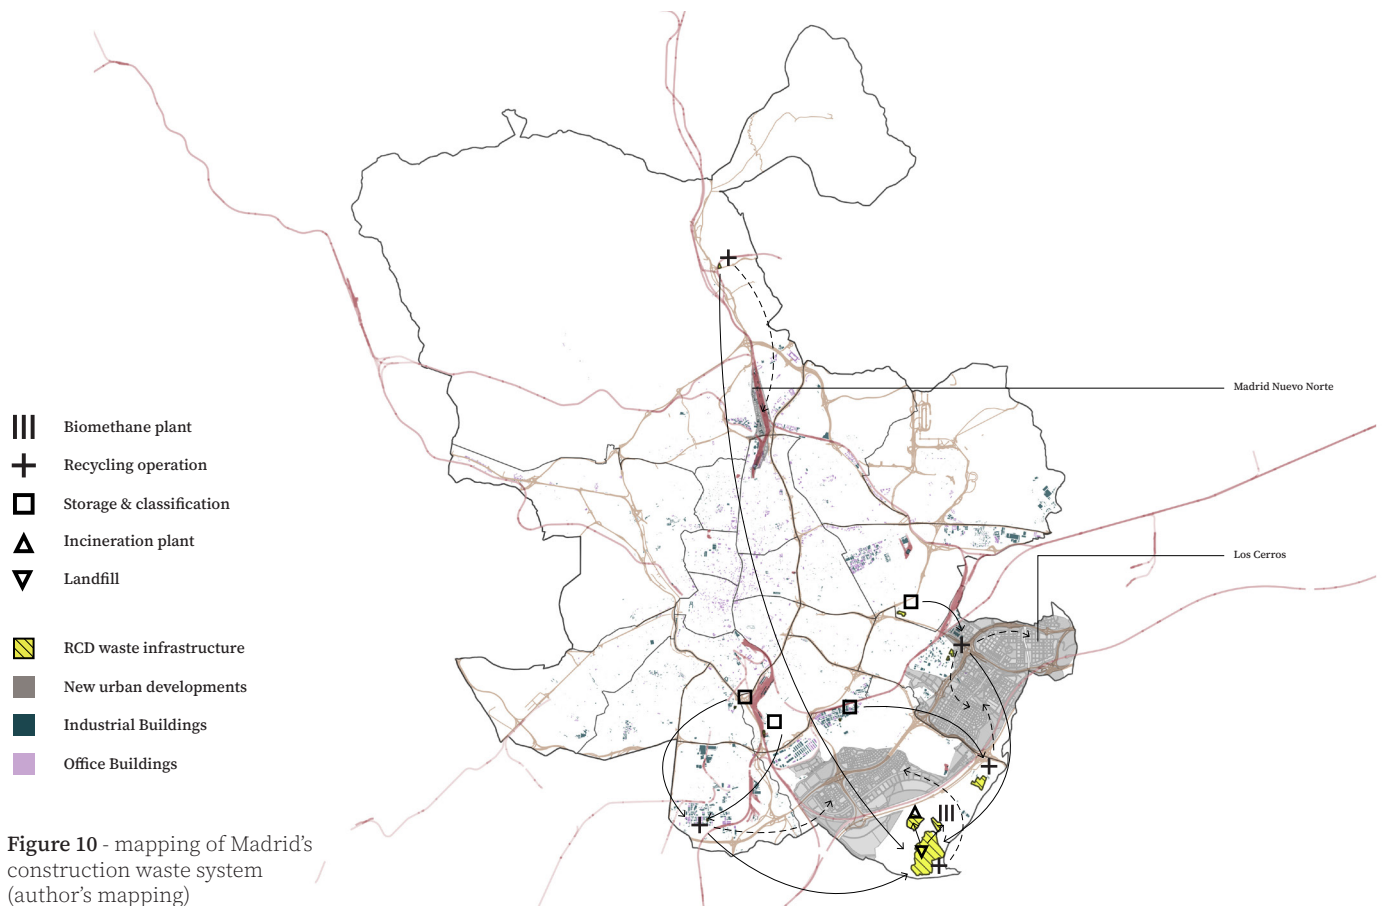 Madrid Nuevo Norte
Biomethane plant
Recycling operation
Storage & classification
Incineration plant
Los Cerros
Landfill
RCD waste infrastructure
New urban developments
Industrial Buildings
Office Buildings
Figure 10 - mapping of Madrid’s
construction waste system
(author’s mapping)